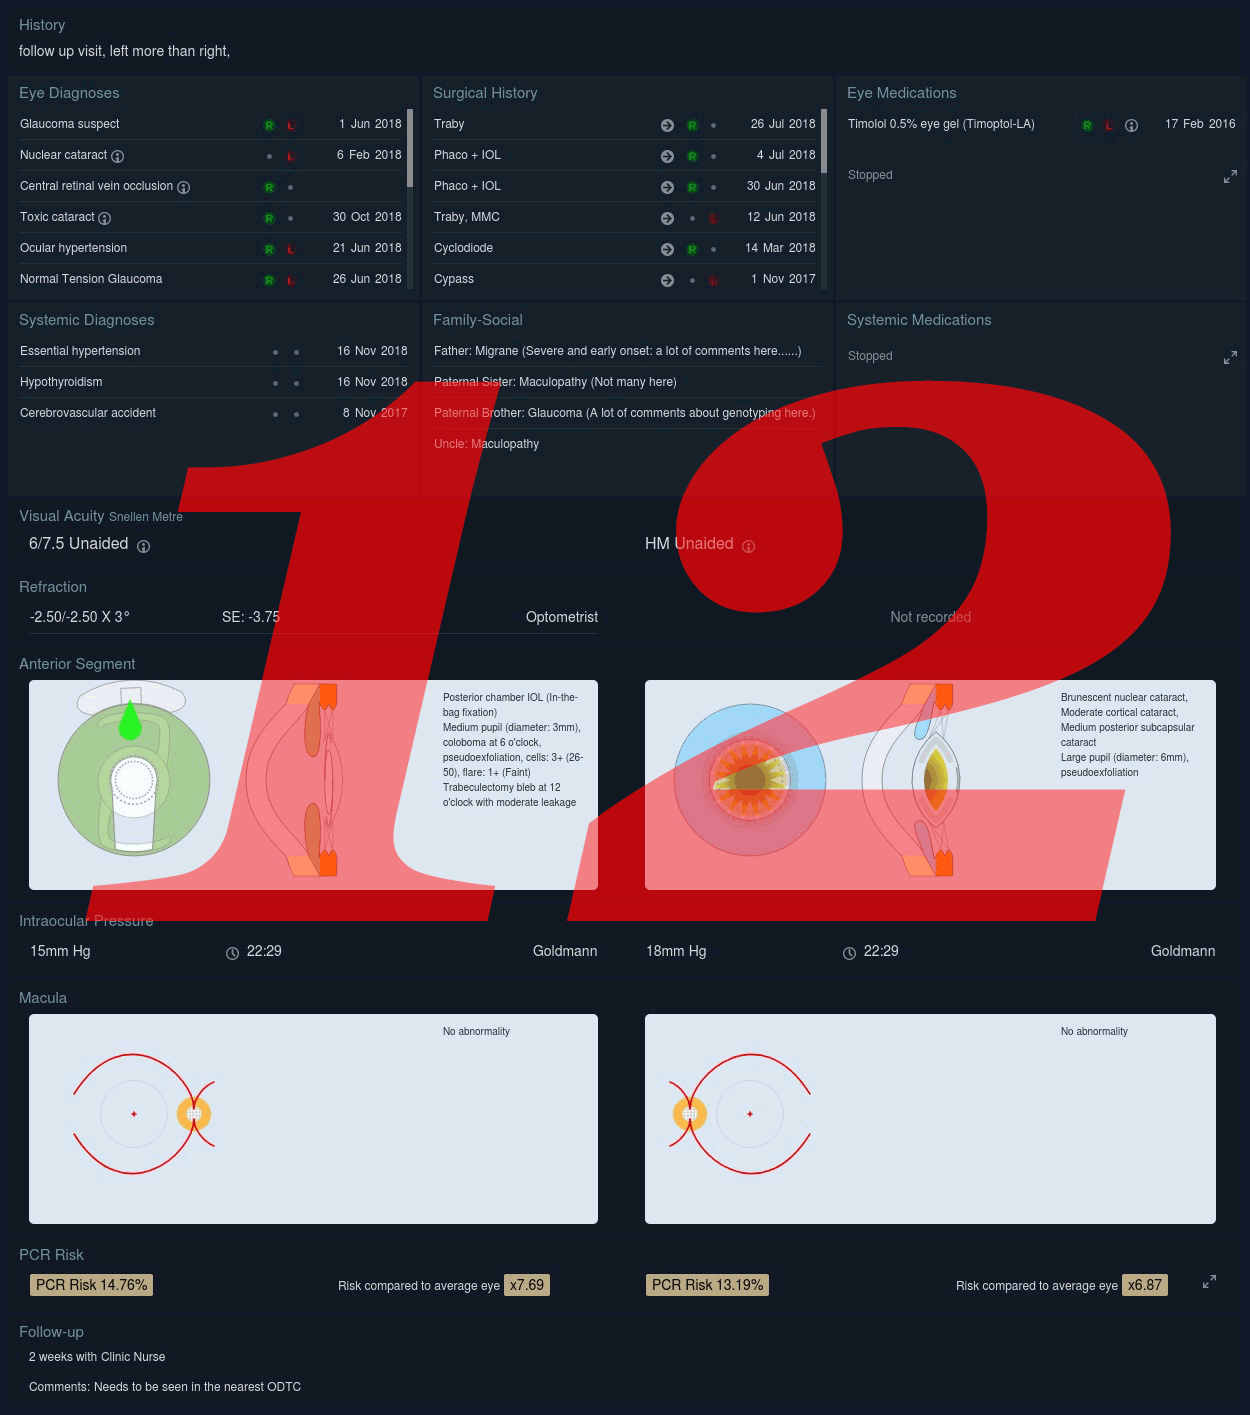 History
follow up visit, left more than right,
Eye Diagnoses
Glaucoma suspect R L 1 Jun 2018
Nuclear cataract L 6 Feb 2018
Central retinal vein occlusion R
Toxic cataract R 30 Oct 2018
Ocular hypertension R L 21 Jun 2018
Normal Tension Glaucoma R L 26 Jun 2018
Surgical History
Traby R 26 Jul 2018
Phaco + IOL R 4 Jul 2018
Phaco + IOL R 30 Jun 2018
Traby, MMC L 12 Jun 2018
Cyclodiode R 14 Mar 2018
Cypass L 1 Nov 2017
Eye Medications
Timolol 0.5% eye gel (Timoptol-LA) R L 17 Feb 2016
Stopped
Systemic Diagnoses
Essential hypertension 16 Nov 2018
Hypothyroidism 16 Nov 2018
Cerebrovascular accident 8 Nov 2017
Family-Social
Father: Migrane (Severe and early onset: a lot of comments here......)
Paternal Sister: Maculopathy (Not many here)
Paternal Brother: Glaucoma (A lot of comments about genotyping here.)
Uncle: Maculopathy
Systemic Medications
Stopped
12
Visual Acuity Snellen Metre
6/7.5 Unaided
HM Unaided
Refraction
-2.50/-2.50 X 3° SE: -3.75 Optometrist
Not recorded
Anterior Segment
Posterior chamber IOL (In-the-
bag fixation)
Medium pupil (diameter: 3mm),
coloboma at 6 o'clock,
pseudoexfoliation, cells: 3+ (26-
50), flare: 1+ (Faint)
Trabeculectomy bleb at 12
o'clock with moderate leakage
Brunescent nuclear cataract,
Moderate cortical cataract,
Medium posterior subcapsular
cataract
Large pupil (diameter: 6mm),
pseudoexfoliation
Intraocular Pressure
15mm Hg 22:29 Goldmann
18mm Hg 22:29 Goldmann
Macula
No abnormality
No abnormality
PCR Risk
PCR Risk 14.76% Risk compared to average eye x7.69
PCR Risk 13.19% Risk compared to average eye x6.87
Follow-up
2 weeks with Clinic Nurse
Comments: Needs to be seen in the nearest ODTC